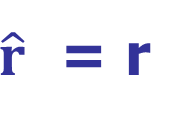 r̂ = r